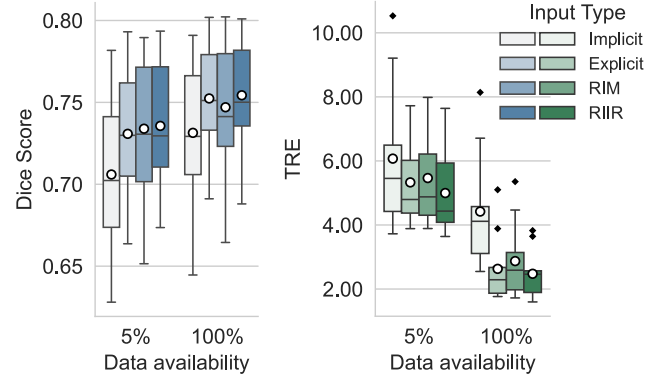 0.80
0.75
0.70
0.65
Dice Score
5%
100%
Data availability
10.00
8.00
6.00
4.00
2.00
TRE
5%
100%
Data availability
Input Type
Implicit
Explicit
RIM
RIIR